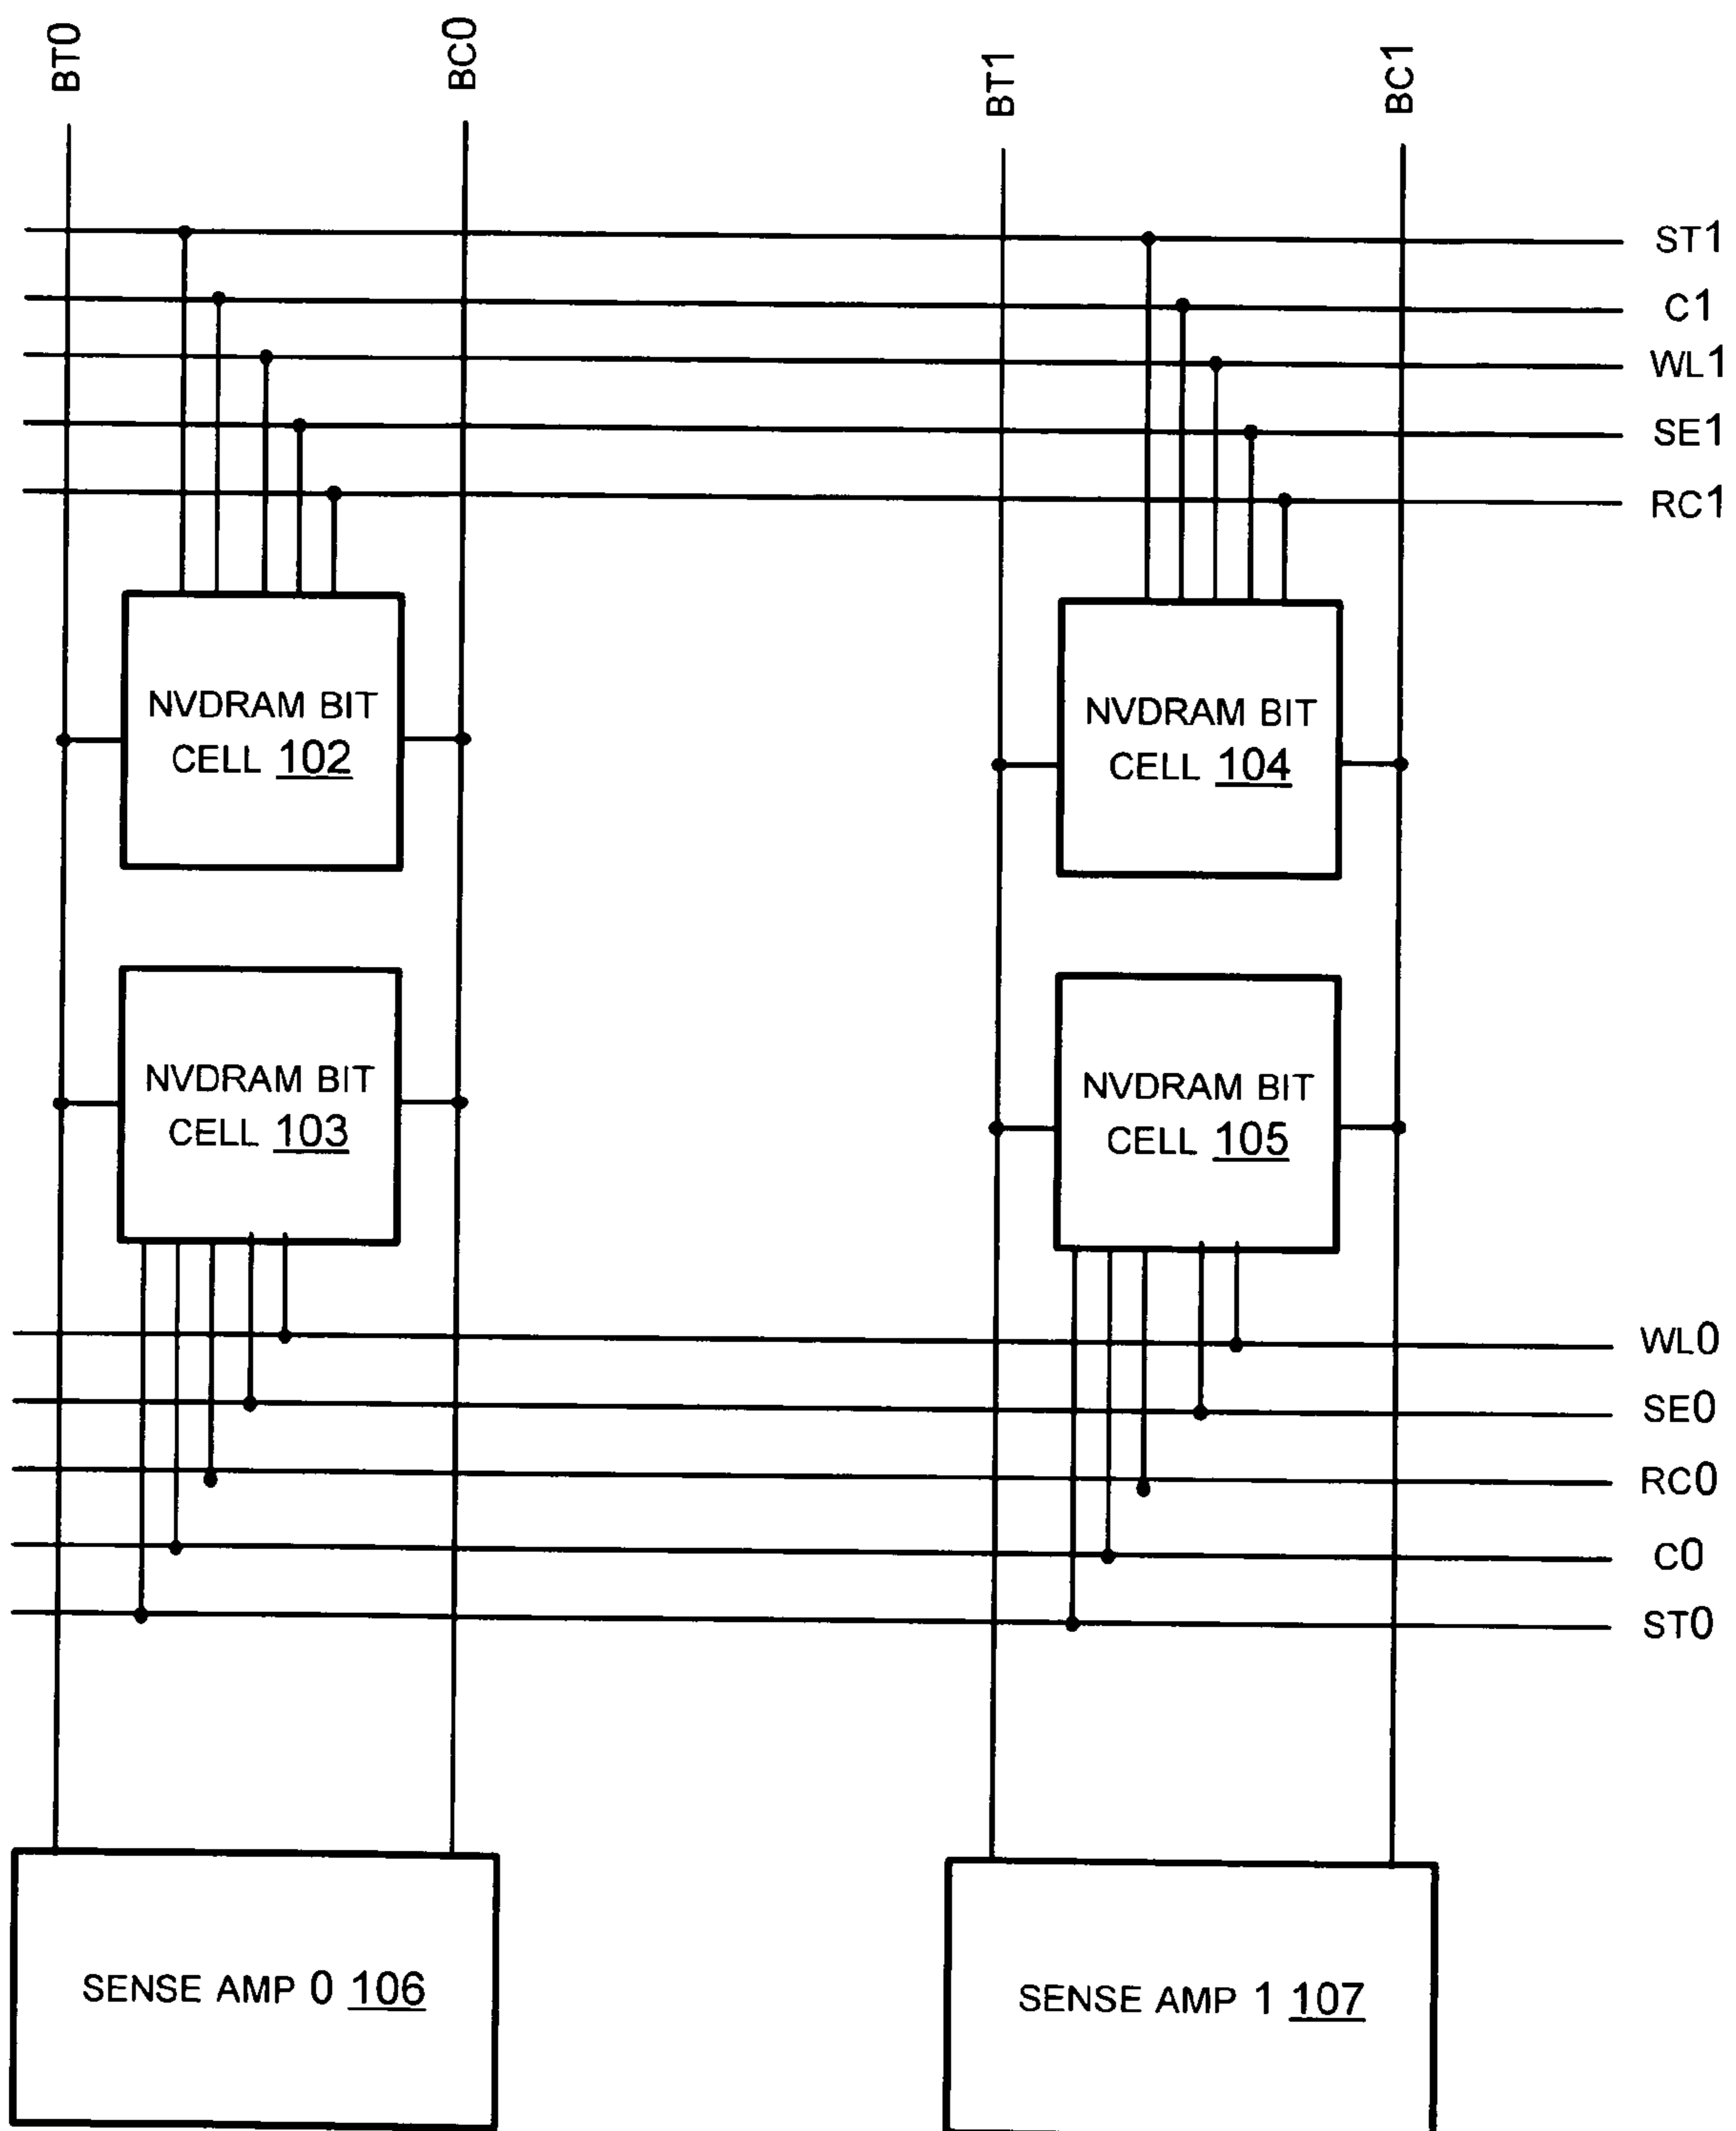 BT0
BC0
BT1
BC1
ST1
C1
WL1
SE1
RC1
NVDRAM BIT
CELL 102
NVDRAM BIT
CELL 104
NVDRAM BIT
CELL 103
NVDRAM BIT
CELL 105
WL0
SE0
RC0
C0
ST0
SENSE AMP 0 106
SENSE AMP 1 107